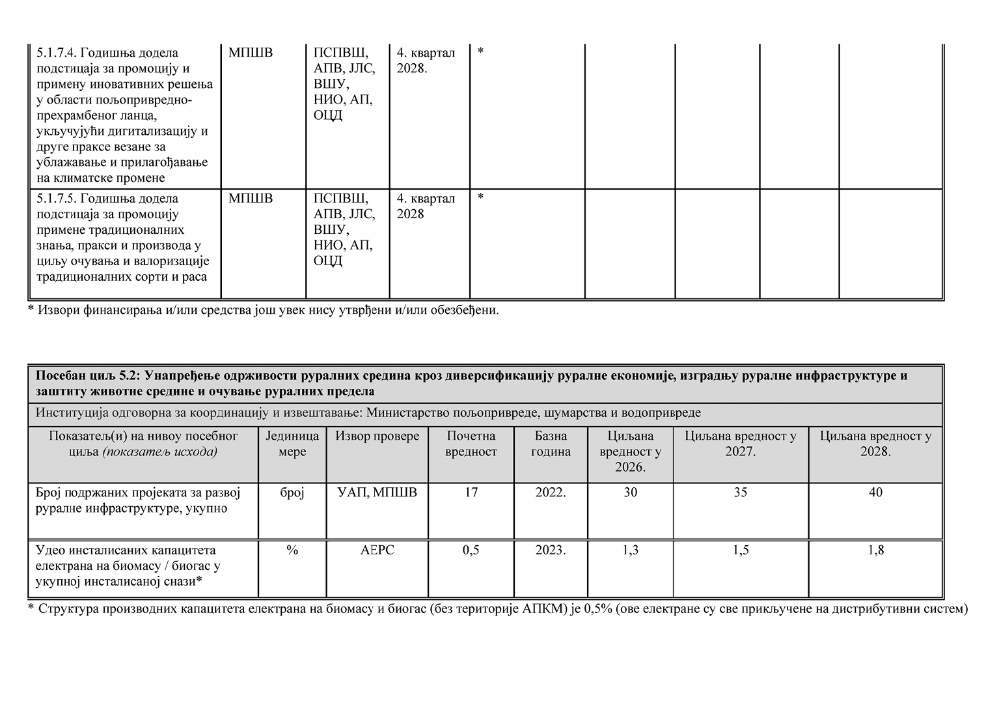 5.1.7.4. Годишња додела
подстицаја за промоцију и
примену иновативних решења
у области пољопривредно-
прехрамбеног ланца,
укључујући дигитализацију и
друге праксе везане за
ублажавање и прилагођавање
на климатске промене
МПШВ
ПСПВШ,
АПВ, ЈЛС,
ВШУ,
НИО, АП,
ОЦД
4. квартал
2028.
*
5.1.7.5. Годишња додела
подстицаја за промоцију
примене традиционалних
знања, пракси и производа у
циљу очувања и валоризације
традиционалних сорти и раса
МПШВ
ПСПВШ,
АПВ, ЈЛС,
ВШУ,
НИО, АП,
ОЦД
4. квартал
2028
*
* Извори финансирања и/или средства још увек нису утврђени и/или обезбеђени.
Посебан циљ 5.2: Унапређење одрживости руралних средина кроз диверсификацију руралне економије, изградњу руралне инфраструктуре и
заштиту животне средине и очување руралних предела
Институција одговорна за координацију и извештавање: Министарство пољопривреде, шумарства и водопривреде
Показатељ(и) на нивоу посебног
циља (показатељ исхода)
Јединица
мере
Извор провере
Почетна
вредност
Базна
година
Циљана
вредност у
2026.
Циљана вредност у
2027.
Циљана вредност у
2028.
Број подржаних пројеката за развој
руралне инфраструктуре, укупно
број
УАП, МПШВ
17
2022.
30
35
40
Удео инсталисаних капацитета
електрана на биомасу / биогас у
укупној инсталисаној снази*
%
АЕРС
0,5
2023.
1,3
1,5
1,8
* Структура производних капацитета електрана на биомасу и биогас (без територије АПКМ) је 0,5% (ове електране су све прикључене на дистрибутивни систем)